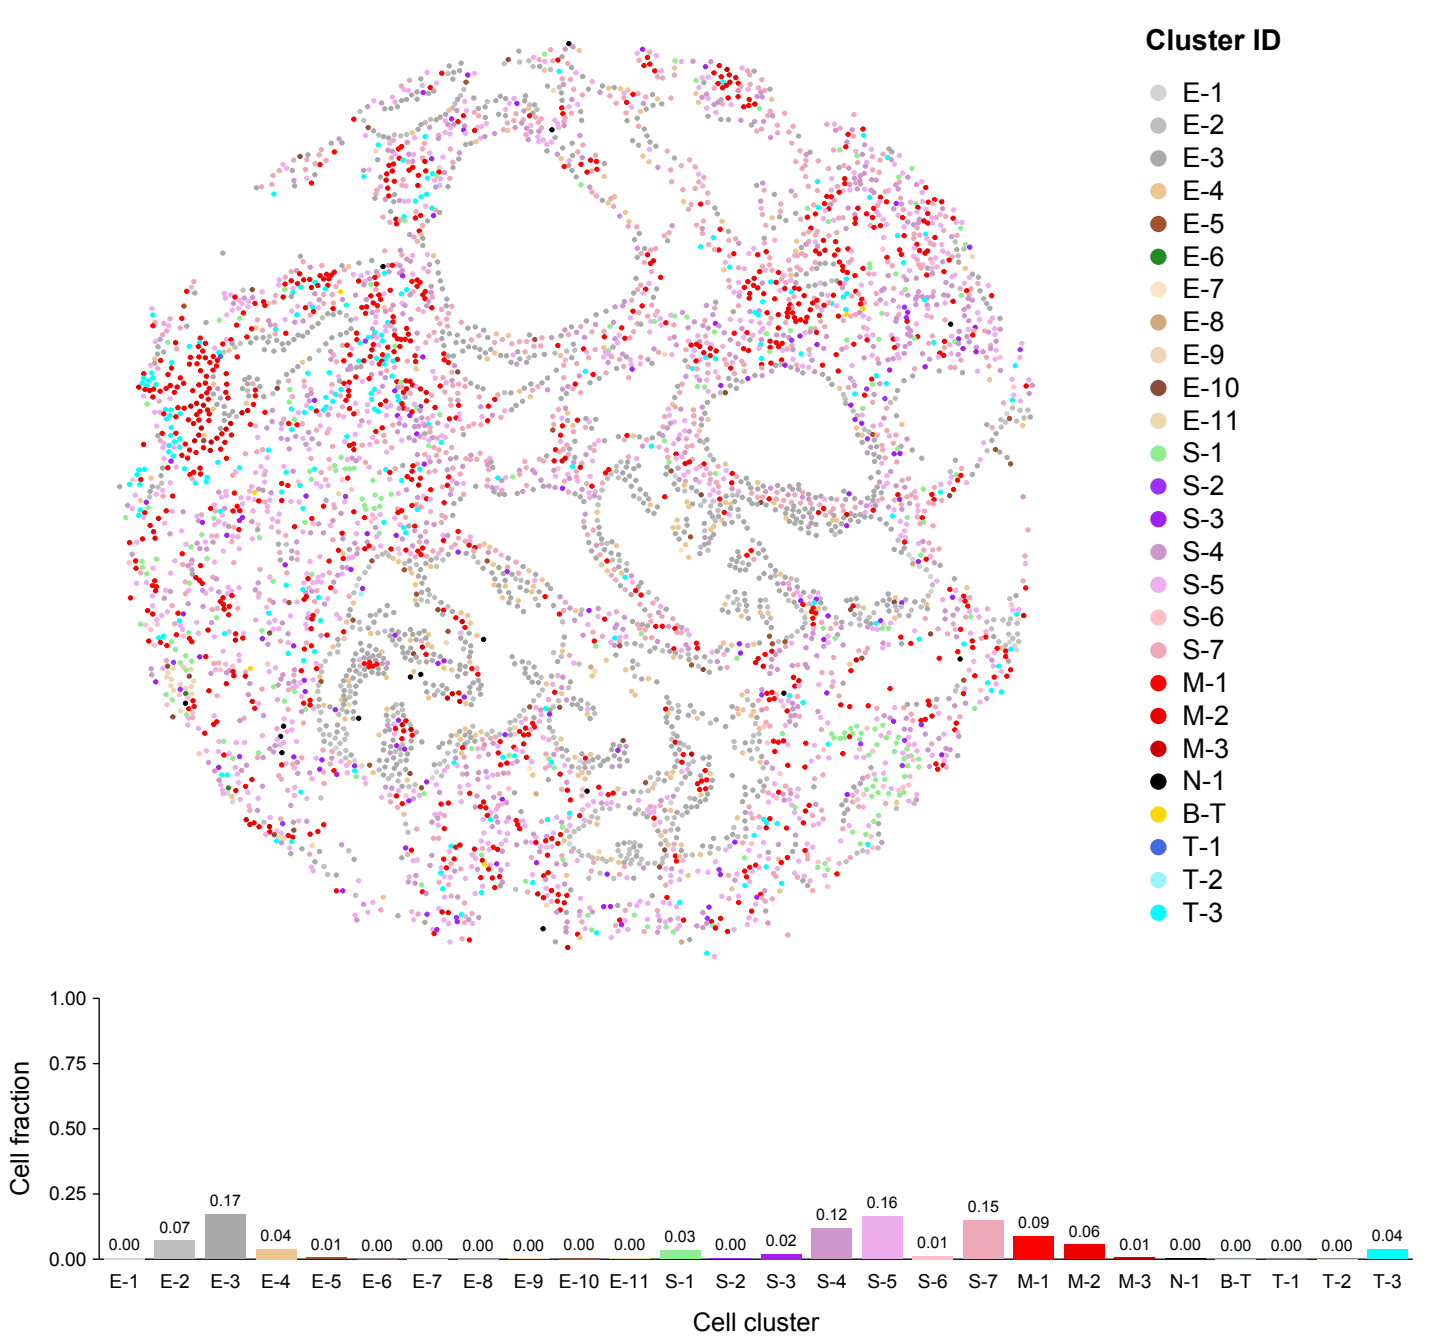 Cluster ID
E-1
E-2
E-3
E-4
E-5
E-6
E-7
E-8
E-9
E-10
E-11
S-1
S-2
S-3
S-4
S-5
S-6
S-7
M-1
M-2
M-3
N-1
B-T
T-1
T-2
T-3
1.00
0.75
0.50
0.25
0.00
Cell fraction
0.00 0.07 0.17 0.04 0.01 0.00 0.00 0.00 0.00 0.00 0.00 0.03 0.00 0.02 0.12 0.16 0.01 0.15 0.09 0.06 0.01 0.00 0.00 0.00 0.00 0.04
E-1 E-2 E-3 E-4 E-5 E-6 E-7 E-8 E-9 E-10 E-11 S-1 S-2 S-3 S-4 S-5 S-6 S-7 M-1 M-2 M-3 N-1 B-T T-1 T-2 T-3
Cell cluster